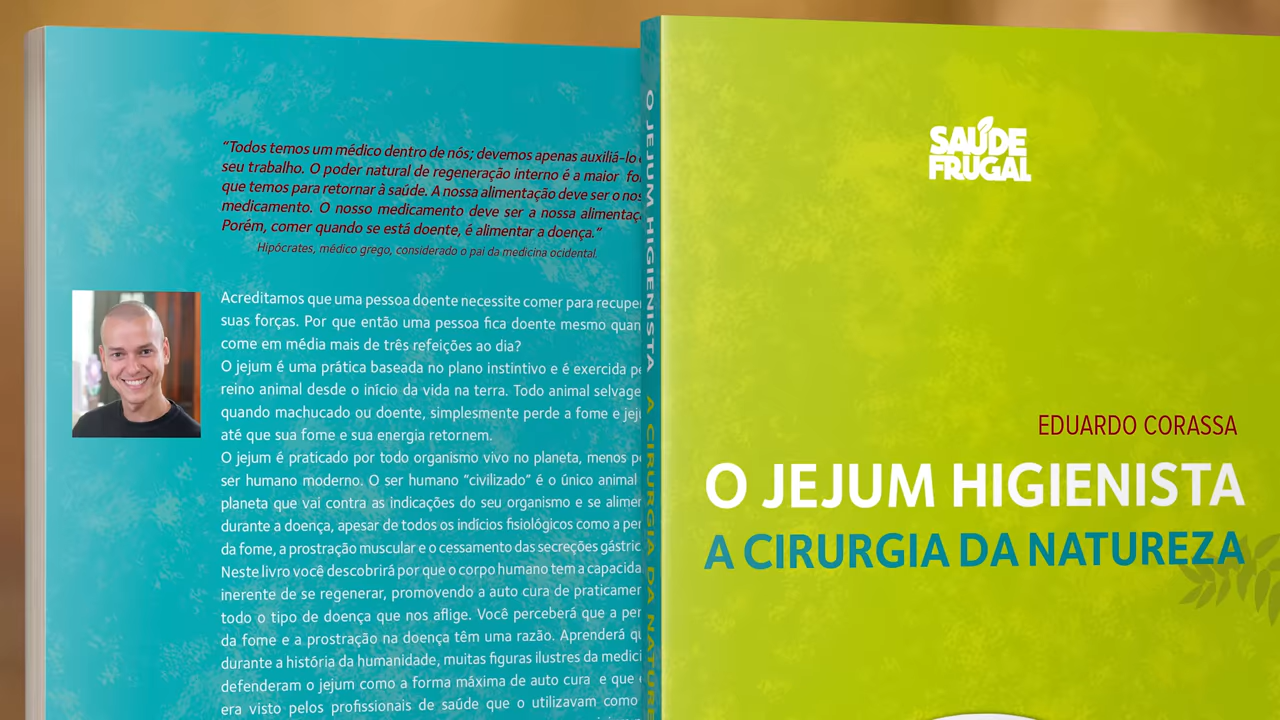 “Todos temos um médico dentro de nós; devemos apenas auxiliá-lo
seu trabalho. O poder natural de regeneração interno é a maior
que temos para retornar à saúde. A nossa alimentação deve ser o
medicamento. O nosso medicamento deve ser a nossa
Porém, comer quando se está doente, é alimentar a doença.”
Hipócrates, médico grego, considerado o pai da medicina ocidental.
Acreditamos que uma pessoa doente necessite comer para
suas forças. Por que então uma pessoa fica doente mesmo
come em média mais de três refeições ao dia?
O jejum é uma prática baseada no plano instintivo e é exercida
reino animal desde o início da vida na terra. Todo animal
quando machucado ou doente, simplesmente perde a fome e
até que sua fome e sua energia retornem.
O jejum é praticado por todo organismo vivo no planeta, menos
ser humano moderno. O ser humano “civilizado” é o único animal
planeta que vai contra as indicações do seu organismo e se
durante a doença, apesar de todos os indícios fisiológicos como a
da fome, a prostração muscular e o cessamento das secreções
Neste livro você descobrirá por que o corpo humano tem a
inerente de se regenerar, promovendo a auto cura de
todo o tipo de doença que nos aflige. Você perceberá que a
da fome e a prostração na doença têm uma razão. Aprenderá
durante a história da humanidade, muitas figuras ilustres da
defenderam o jejum como a forma máxima de auto cura e que
era visto pelos profissionais de saúde que o utilizavam como
O JEJUM HIGIENISTA A CIRURGIA DA
SAÚDE
FRUGAL
EDUARDO CORASSA
O JEJUM HIGIENISTA
A CIRURGIA DA NATUREZA